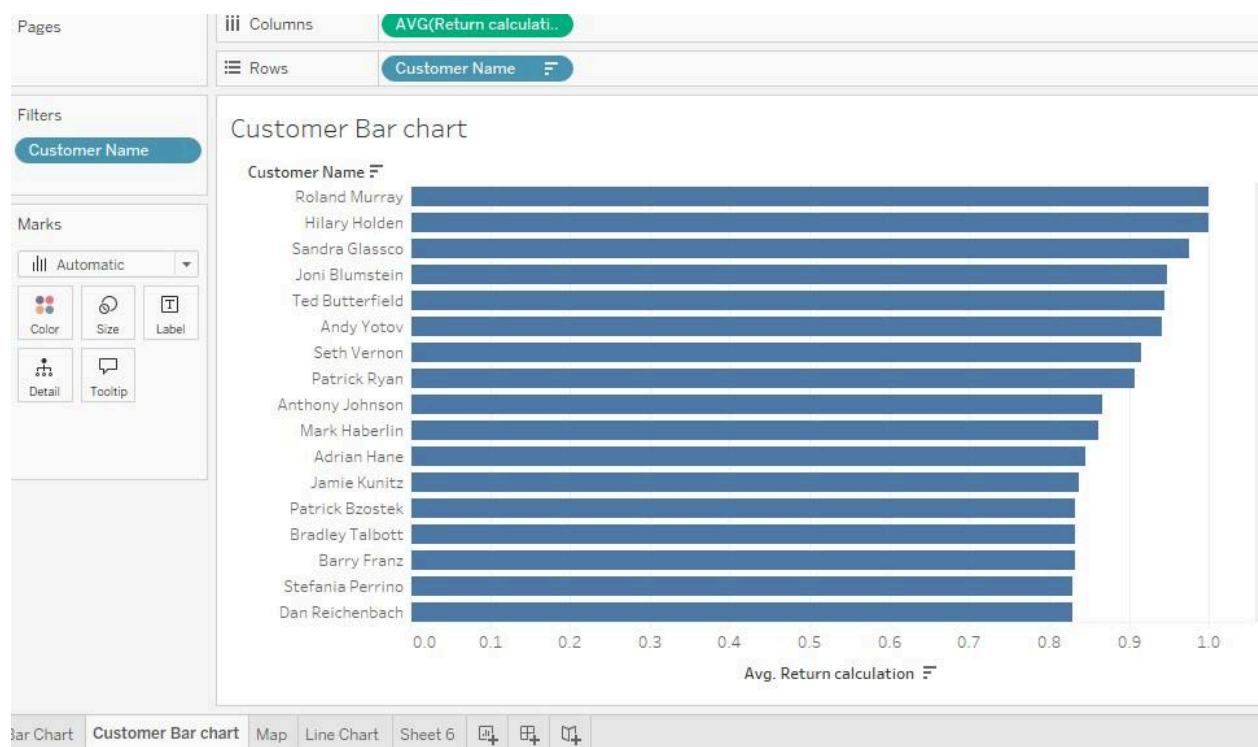 Pages
Columns
AVG(Return calculati..
Rows
Customer Name
Filters
Customer Name
Marks
Automatic
Color Size Label
Detail Tooltip
Customer Bar chart
Customer Name
Roland Murray
Hilary Holden
Sandra Glassco
Joni Blumstein
Ted Butterfield
Andy Yotov
Seth Vernon
Patrick Ryan
Anthony Johnson
Mark Haberlin
Adrian Hane
Jamie Kunitz
Patrick Bzostek
Bradley Talbott
Barry Franz
Stefania Perrino
Dan Reichenbach
0.0 0.1 0.2 0.3 0.4 0.5 0.6 0.7 0.8 0.9 1.0
Avg. Return calculation
Bar Chart Customer Bar chart Map Line Chart Sheet 6